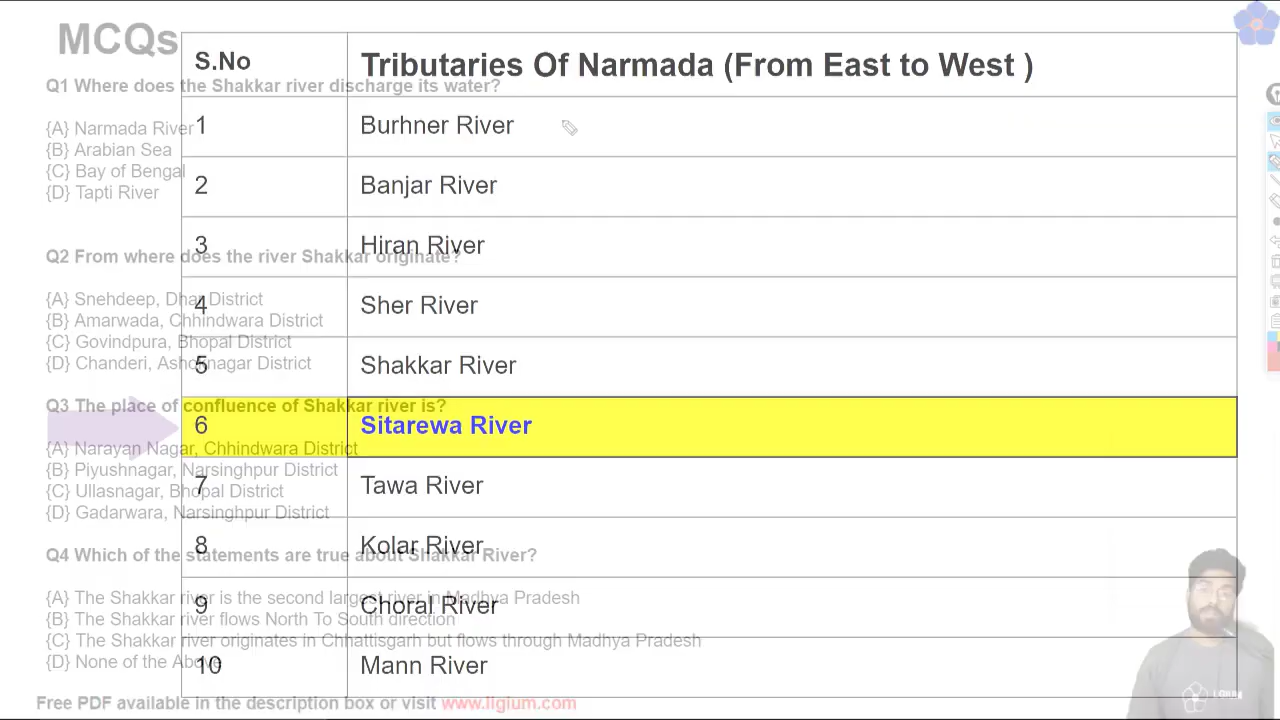 MCQs
S.No Tributaries Of Narmada (From East to West )
Q1 Where does the Shakkar river discharge its water?
{A} Narmada River
{B} Arabian Sea
{C} Bay of Bengal
{D} Tapti River
1 Burhner River
2 Banjar River
3 Hiran River
Q2 From where does the river Shakkar originate?
{A} Snehdeep, Dhar District
{B} Amarwada, Chhindwara District
{C} Govindpura, Bhopal District
{D} Chanderi, Ashoknagar District
4 Sher River
5 Shakkar River
Q3 The place of confluence of Shakkar river is?
6 Sitarewa River
{A} Narayan Nagar, Chhindwara District
{B} Piyushnagar, Narsinghpur District
{C} Ullasnagar, Bhopal District
{D} Gadarwara, Narsinghpur District
7 Tawa River
8 Kolar River
Q4 Which of the statements are true about Shakkar River?
{A} The Shakkar river is the second largest river in Madhya Pradesh
{B} The Shakkar river flows North To South direction
{C} The Shakkar river originates in Chhattisgarh but flows through Madhya Pradesh
{D} None of the Above
9 Choral River
10 Mann River
Free PDF available in the description box or visit www.ligium.com
LIGIUM